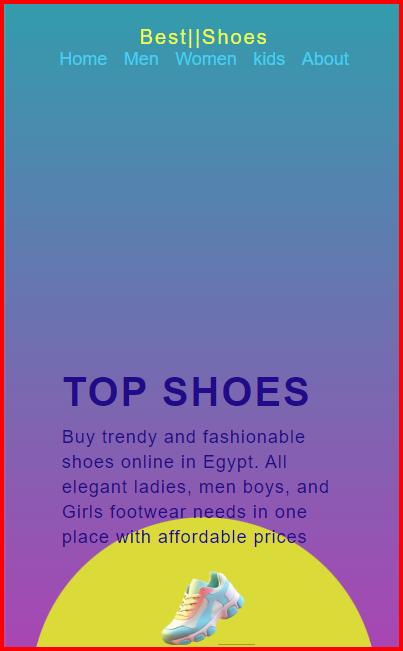 Best||Shoes
Home Men Women kids About
TOP SHOES
Buy trendy and fashionable
shoes online in Egypt. All
elegant ladies, men boys, and
Girls footwear needs in one
place with affordable prices